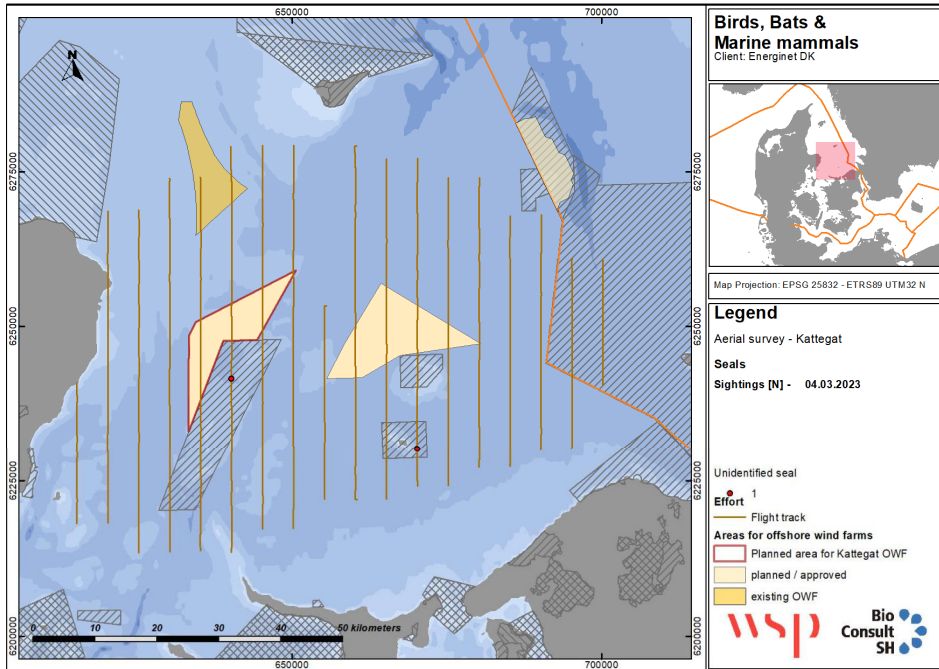 650000
700000
N
6275000
6250000
6225000
6200000
6275000
6250000
6225000
6200000
0 10 20 30 40 50 kilometers
650000
700000
Birds, Bats &
Marine mammals
Client: Energinet DK
Map Projection: EPSG 25832 - ETRS89 UTM32 N
Legend
Aerial survey - Kattegat
Seals
Sightings [N] - 04.03.2023
Unidentified seal
1
Effort
Flight track
Areas for offshore wind farms
Planned area for Kattegat OWF
planned / approved
existing OWF
wsp
Bio
Consult
SH